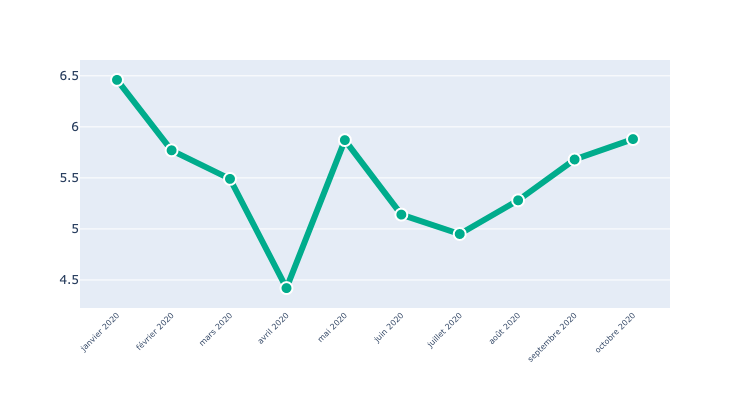 6.5
6
5.5
5
4.5
janvier 2020
février 2020
mars 2020
avril 2020
mai 2020
juin 2020
juillet 2020
août 2020
septembre 2020
octobre 2020